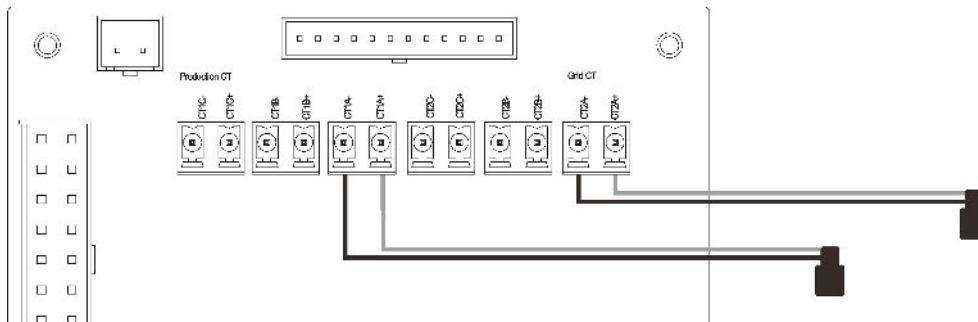 Production CT
Grid CT
CT1C-
CT1C+
CT1B-
CT1B+
CT1A-
CT1A+
CT2C-
CT2C+
CT2B-
CT2B+
CT2A-
CT2A+